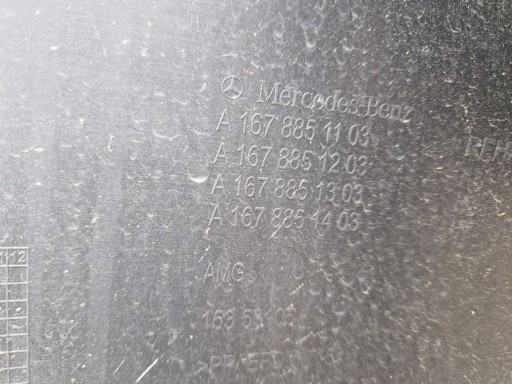 Mercedes-Benz
A 167 885 11 03
A 167 885 12 03
A 167 885 13 03
A 167 885 14 03
AMG